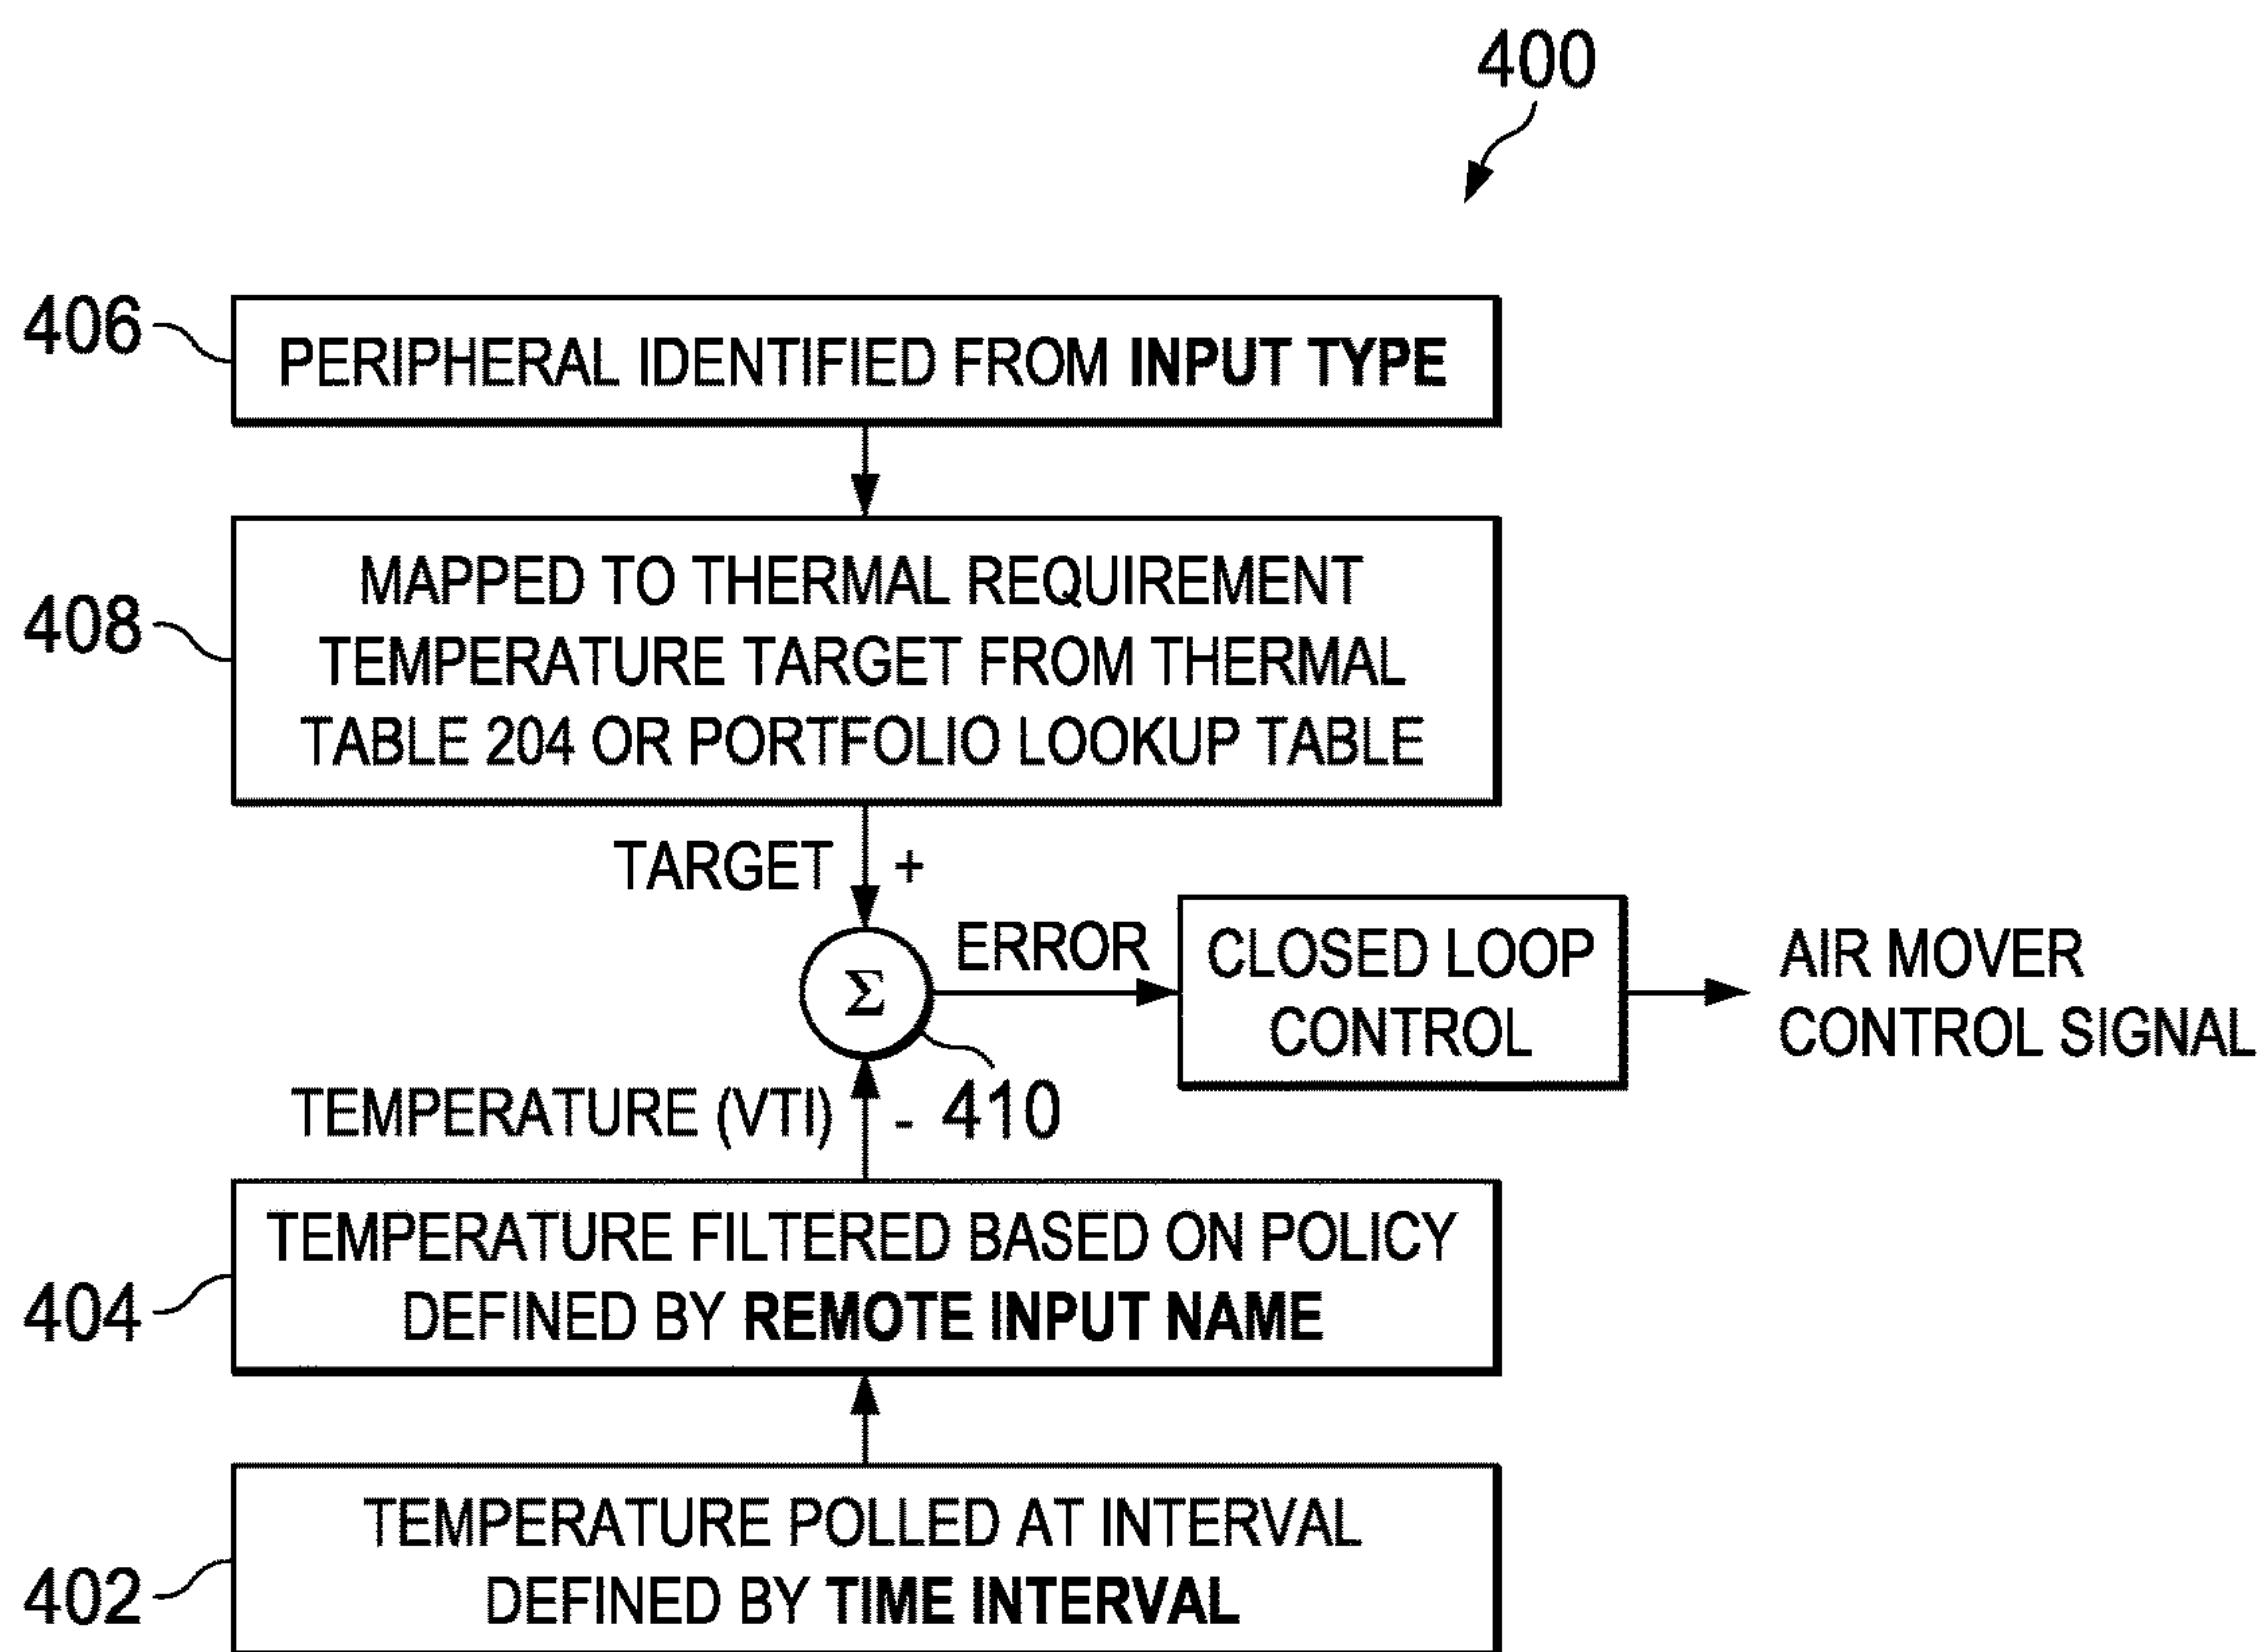 400
406
PERIPHERAL IDENTIFIED FROM INPUT TYPE
408
MAPPED TO THERMAL REQUIREMENT
TEMPERATURE TARGET FROM THERMAL
TABLE 204 OR PORTFOLIO LOOKUP TABLE
TARGET +
Σ
ERROR
CLOSED LOOP
CONTROL
AIR MOVER
CONTROL SIGNAL
TEMPERATURE (VTI) -
410
404
TEMPERATURE FILTERED BASED ON POLICY
DEFINED BY REMOTE INPUT NAME
402
TEMPERATURE POLLED AT INTERVAL
DEFINED BY TIME INTERVAL